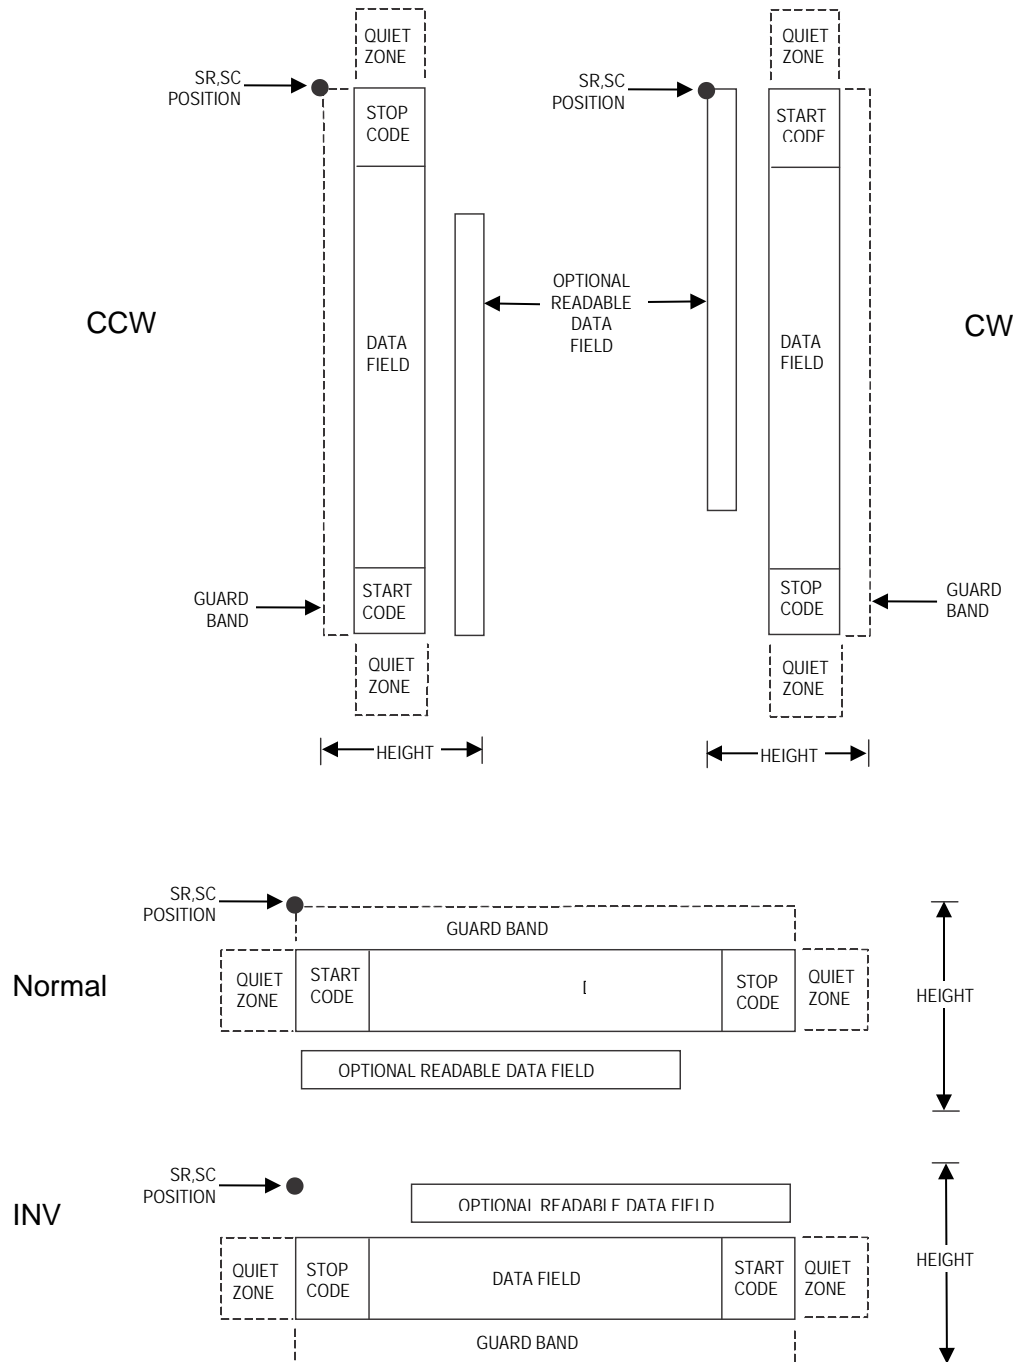 QUIET
ZONE
SR,SC
POSITION
STOP
CODE
CCW
DATA
FIELD
GUARD
BAND
START
CODE
QUIET
ZONE
HEIGHT
OPTIONAL
READABLE
DATA
FIELD
QUIET
ZONE
SR,SC
POSITION
START
CODE
DATA
FIELD
CW
STOP
CODE
GUARD
BAND
QUIET
ZONE
HEIGHT
SR,SC
POSITION
GUARD BAND
Normal
QUIET
ZONE
START
CODE
STOP
CODE
QUIET
ZONE
HEIGHT
OPTIONAL READABLE DATA FIELD
SR,SC
POSITION
OPTIONAL READABLE DATA FIELD
INV
QUIET
ZONE
STOP
CODE
DATA FIELD
START
CODE
QUIET
ZONE
HEIGHT
GUARD BAND